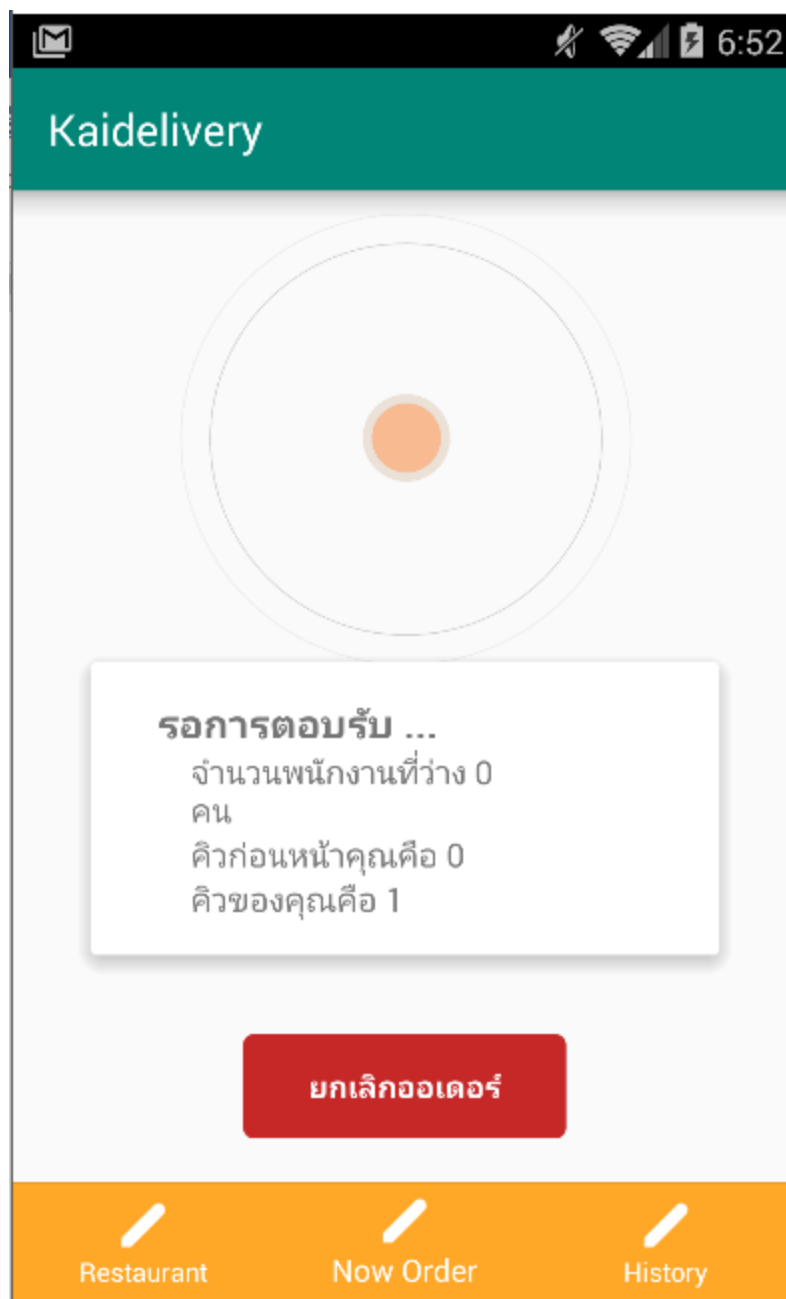 6:52
Kaidelivery
รอการตอบรับ ...
จำนวนพนักงานที่ว่าง 0
คน
คิวก่อนหน้าคุณคือ 0
คิวของคุณคือ 1
ยกเลิกออเดอร์
Restaurant
Now Order
History